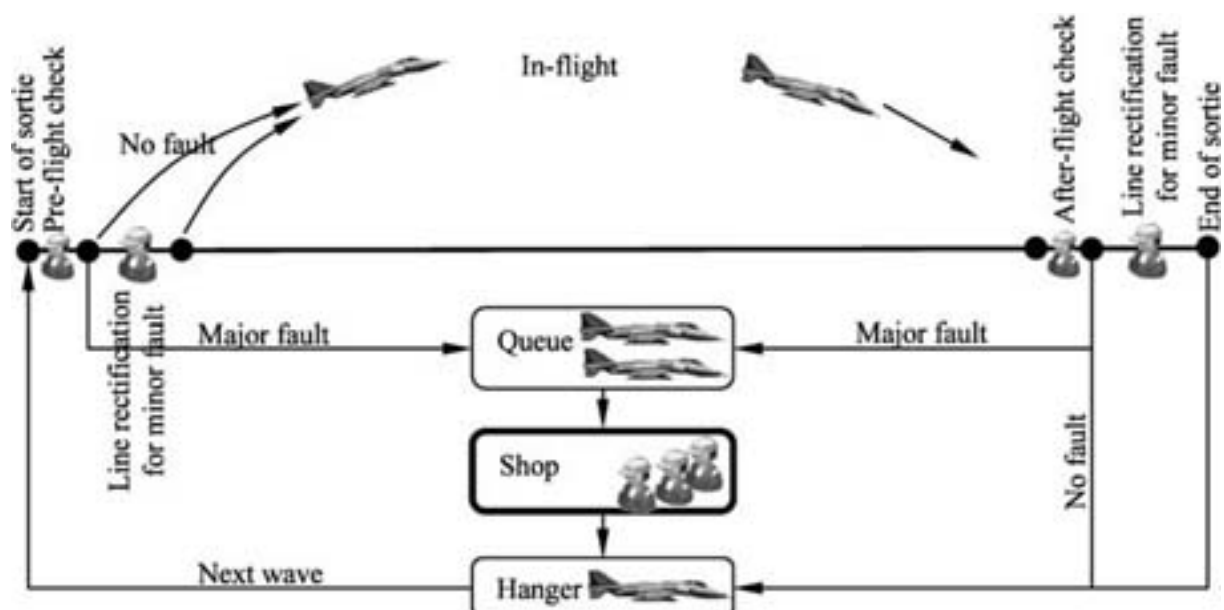 In-flight
No fault
Start of sortie
Pre-flight check
After-flight check
Line rectification
for minor fault
End of sortie
Line rectification
for minor fault
Major fault
Queue
Major fault
Shop
No fault
Next wave
Hanger